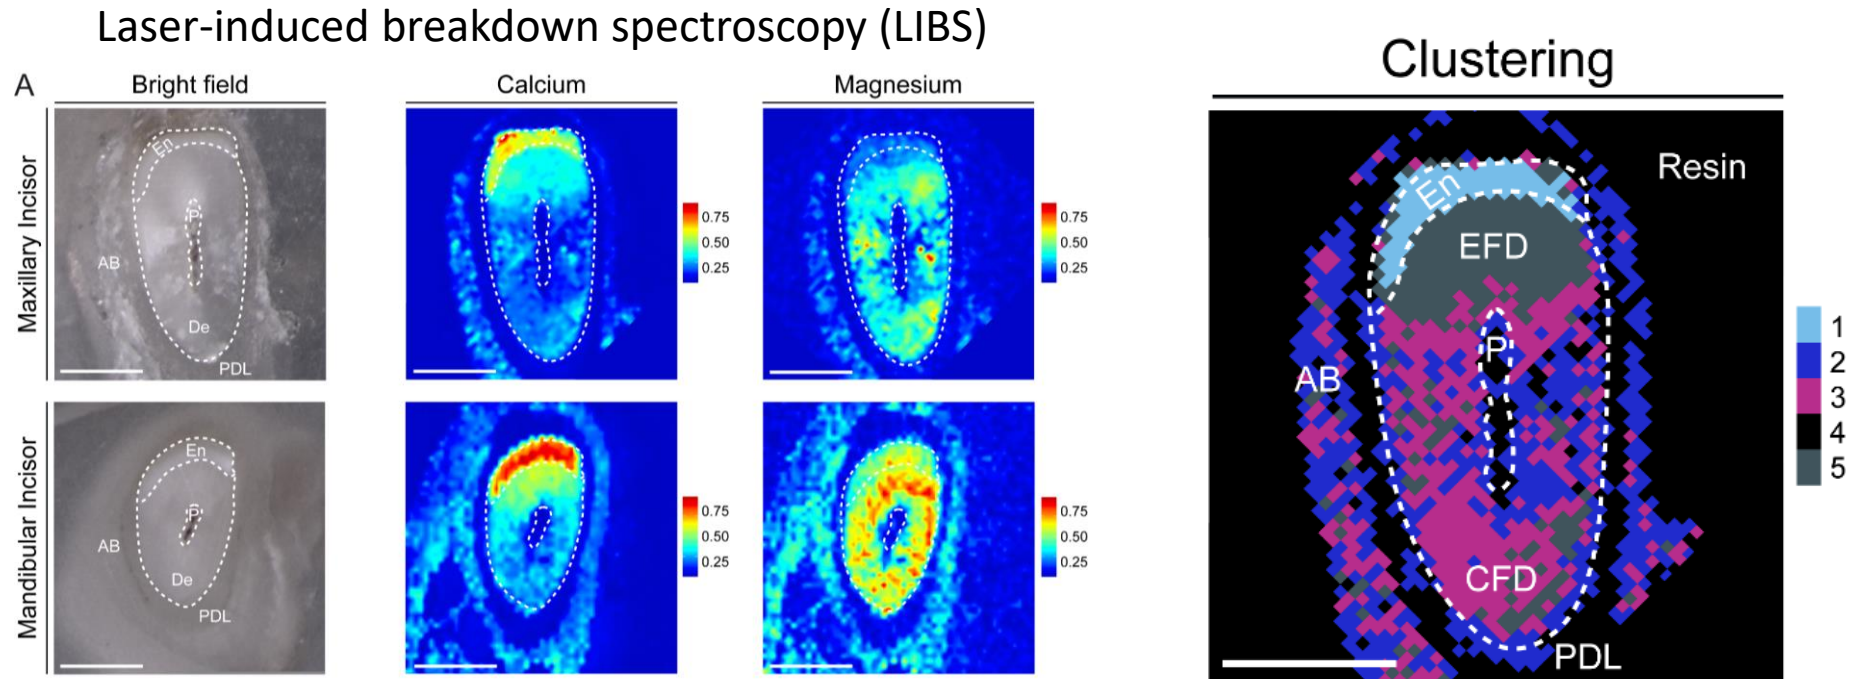 Laser-induced breakdown spectroscopy (LIBS)
A
Bright field
Calcium
Magnesium
Maxillary Incisor
En
P
AB
De
PDL
0.75
0.50
0.25
0.75
0.50
0.25
Mandibular Incisor
En
P
AB
De
PDL
0.75
0.50
0.25
0.75
0.50
0.25
Clustering
Resin
En
EFD
P
AB
CFD
PDL
1
2
3
4
5